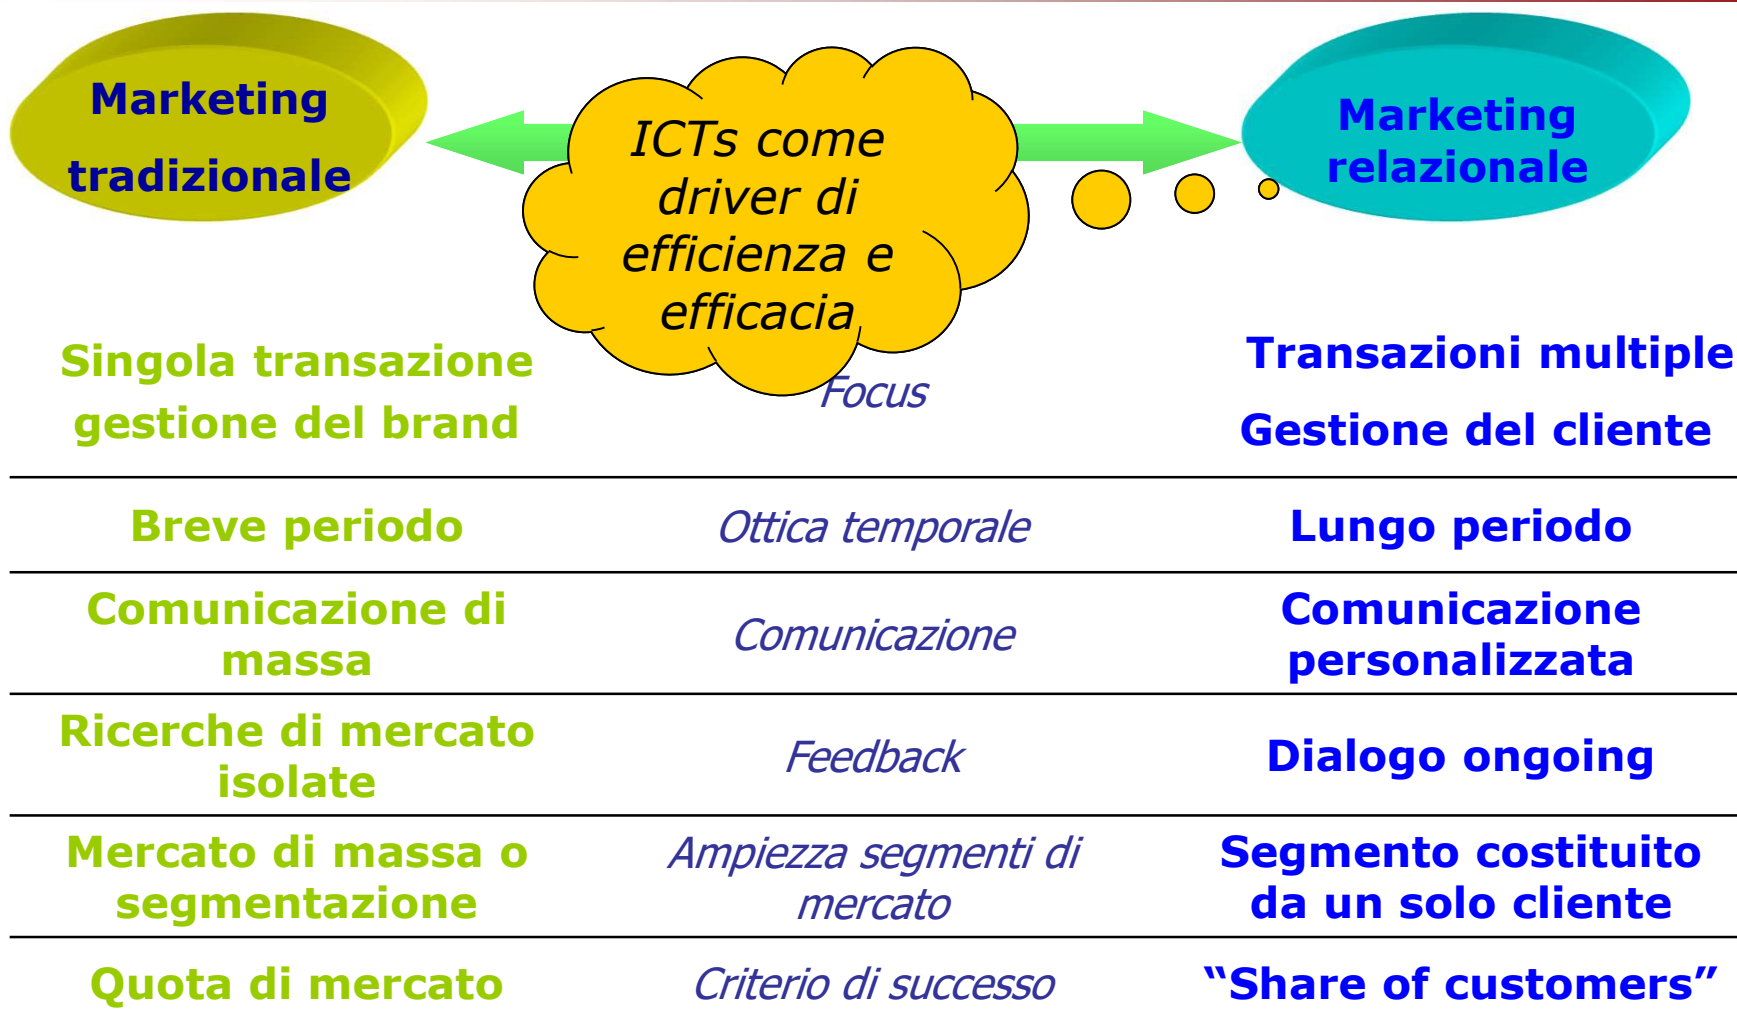 Marketing
tradizionale
ICTs come
driver di
efficienza e
efficacia
Marketing
relazionale
Singola transazione
gestione del brand
Focus
Transazioni multiple
Gestione del cliente
Breve periodo
Ottica temporale
Lungo periodo
Comunicazione di
massa
Comunicazione
Comunicazione
personalizzata
Ricerche di mercato
isolate
Feedback
Dialogo ongoing
Mercato di massa o
segmentazione
Ampiezza segmenti di
mercato
Segmento costituito
da un solo cliente
Quota di mercato
Criterio di successo
“Share of customers”